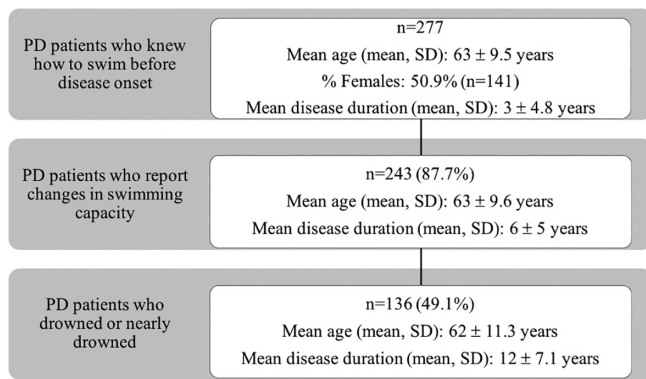 PD patients who knew
how to swim before
disease onset
n=277
Mean age (mean, SD): 63 ± 9.5 years
% Females: 50.9% (n=141)
Mean disease duration (mean, SD): 3 ± 4.8 years
PD patients who report
changes in swimming
capacity
n=243 (87.7%)
Mean age (mean, SD): 63 ± 9.6 years
Mean disease duration (mean, SD): 6 ± 5 years
PD patients who
drowned or nearly
drowned
n=136 (49.1%)
Mean age (mean, SD): 62 ± 11.3 years
Mean disease duration (mean, SD): 12 ± 7.1 years